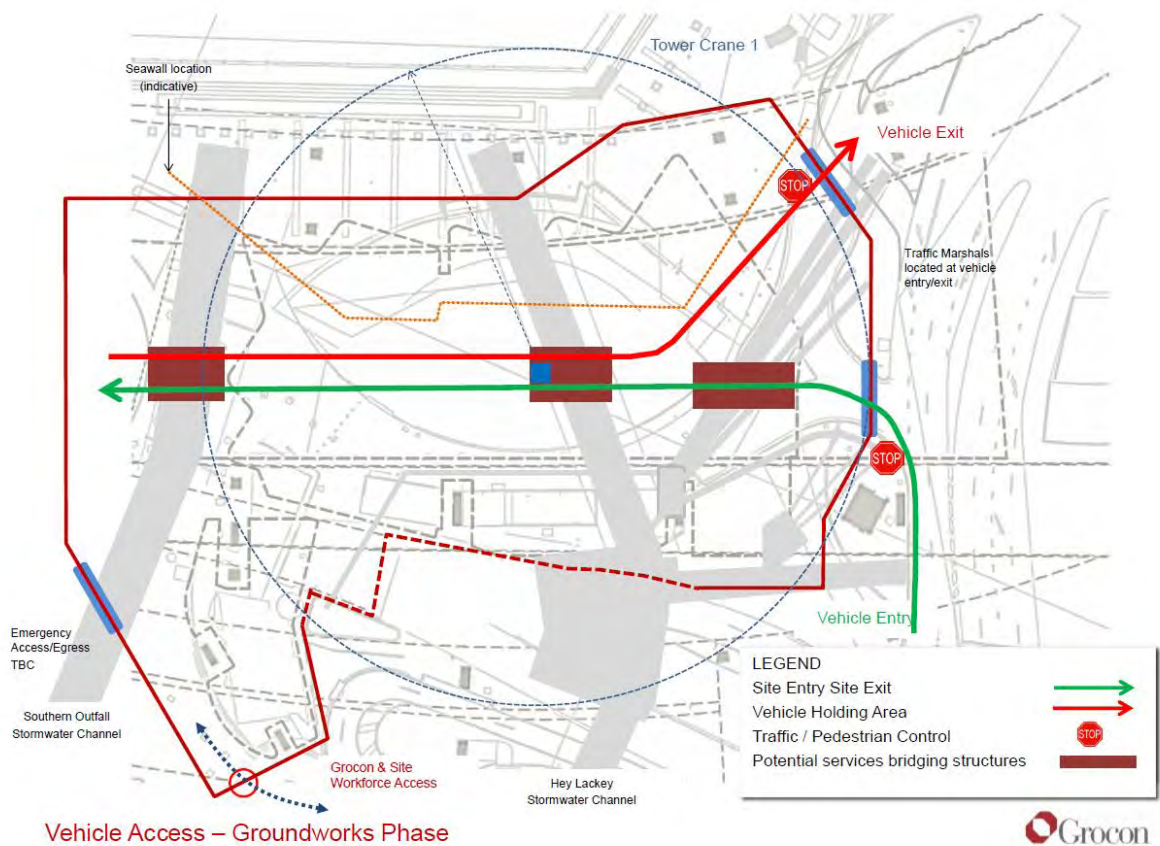 Tower Crane 1
Seawall location
(indicative)
Vehicle Exit
STOP
Traffic Marshals
located at vehicle
entry/exit
STOP
Vehicle Entry
Emergency
Access/Egress
TBC
Southern Outfall
Stormwater Channel
Grocon & Site
Workforce Access
Hey Lackey
Stormwater Channel
LEGEND
Site Entry Site Exit
Vehicle Holding Area
Traffic / Pedestrian Control
STOP
Potential services bridging structures
Vehicle Access – Groundworks Phase
Grocon